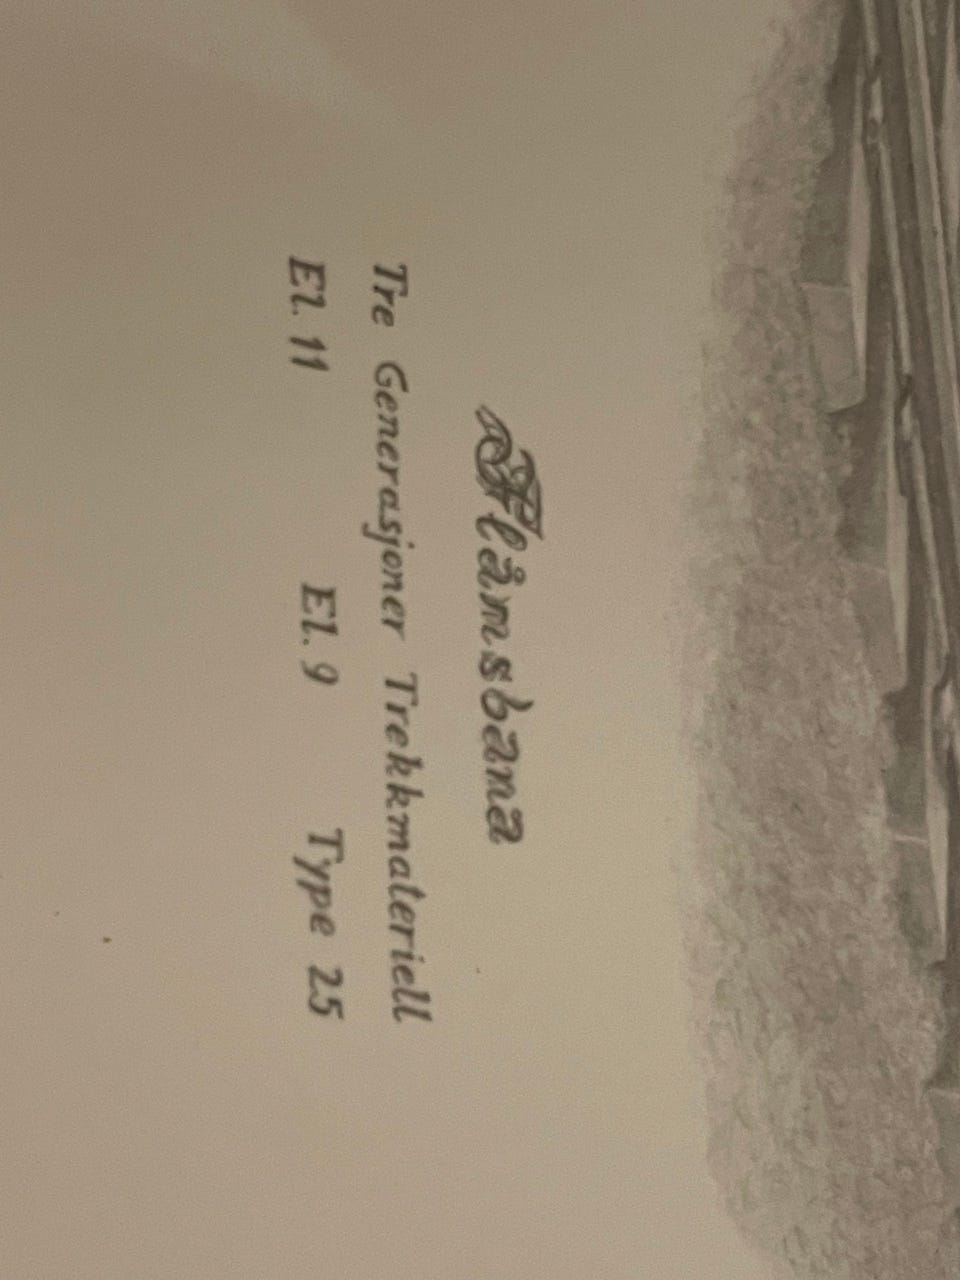 Flåmsbana
Tre Generasjoner Trekkmateriell
El. 11 El. 9 Type 25